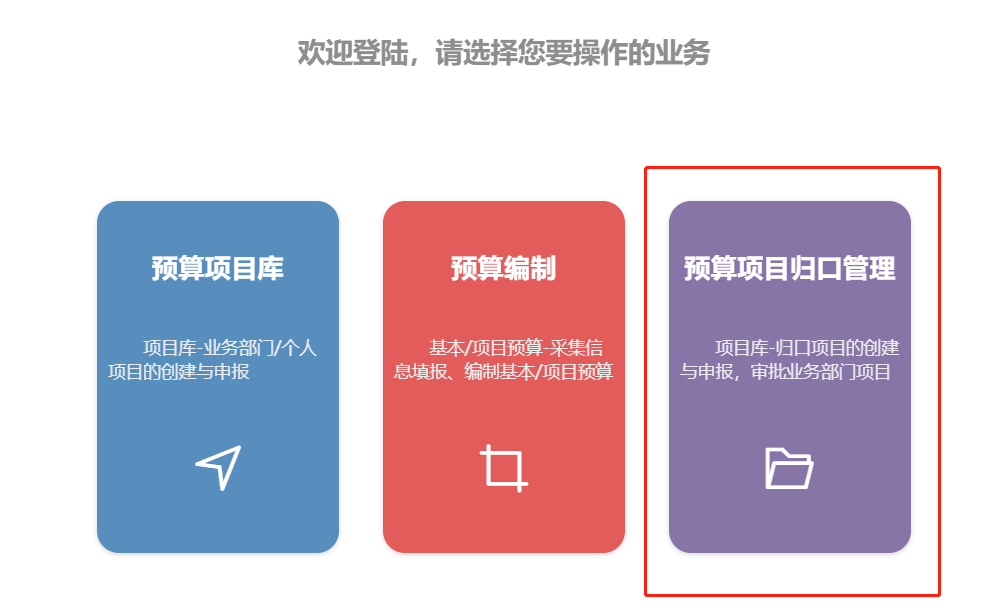 欢迎登陆，请选择您要操作的业务
预算项目库
项目库-业务部门/个人
项目的创建与申报
预算编制
基本/项目预算-采集信
息填报、编制基本/项目预算
预算项目归口管理
项目库-归口项目的创建
与申报，审批业务部门项目